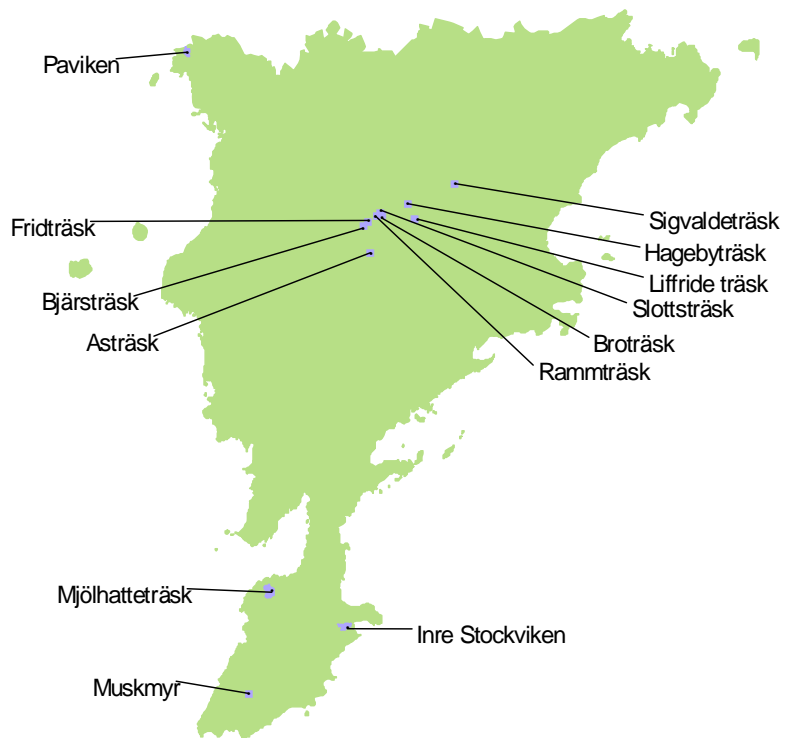 Paviken
Sigvaldeträsk
Fridträsk
Hagebyträsk
Liffride träsk
Bjärsträsk
Slottsträsk
Asträsk
Broträsk
Rammträsk
Mjölhatteträsk
Inre Stockviken
Muskmyr